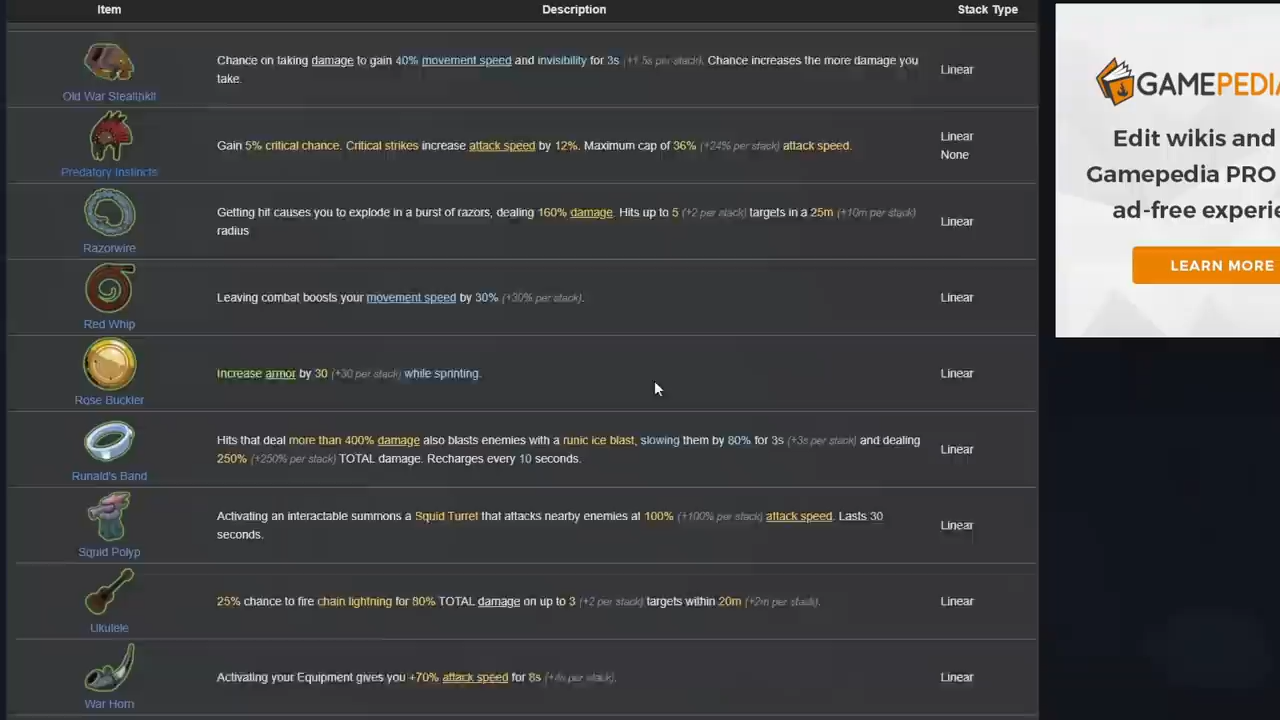 Item Description Stack Type
Chance on taking damage to gain 40% movement speed and invisibility for 3s (+1.5s per stack). Chance increases the more damage you
take.
Linear
Old War Stealthkit
Gain 5% critical chance. Critical strikes increase attack speed by 12%. Maximum cap of 36% (+24% per stack) attack speed.
Linear
None
Predatory Instincts
Getting hit causes you to explode in a burst of razors, dealing 160% damage. Hits up to 5 (+2 per stack) targets in a 25m (+10m per stack)
radius
Linear
Razorwire
Leaving combat boosts your movement speed by 30% (+30% per stack).
Linear
Red Whip
Increase armor by 30 (+30 per stack) while sprinting.
Linear
Rose Buckler
Hits that deal more than 400% damage also blasts enemies with a runic ice blast, slowing them by 80% for 3s (+3s per stack) and dealing
250% (+250% per stack) TOTAL damage. Recharges every 10 seconds.
Linear
Runald's Band
Activating an interactable summons a Squid Turret that attacks nearby enemies at 100% (+100% per stack) attack speed. Lasts 30
seconds.
Linear
Squid Polyp
25% chance to fire chain lightning for 80% TOTAL damage on up to 3 (+2 per stack) targets within 20m (+2m per stack).
Linear
Ukulele
Activating your Equipment gives you +70% attack speed for 8s (+4s per stack).
Linear
War Horn
GAMEPEDIA
Edit wikis and
Gamepedia PRO
ad-free experie
LEARN MORE